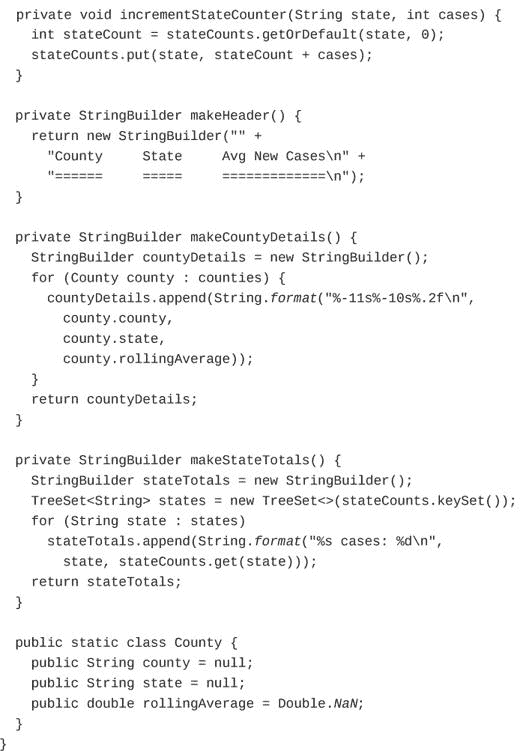 private void incrementStateCounter(String state, int cases) {
    int stateCount = stateCounts.getOrDefault(state, 0);
    stateCounts.put(state, stateCount + cases);
  }

  private StringBuilder makeHeader() {
    return new StringBuilder("" +
      "County     State     Avg New Cases\n" +
      "======     =====     =============\n");
  }

  private StringBuilder makeCountyDetails() {
    StringBuilder countyDetails = new StringBuilder();
    for (County county : counties) {
      countyDetails.append(String.format("%-11s%-10s%.2f\n",
        county.county,
        county.state,
        county.rollingAverage));
    }
    return countyDetails;
  }

  private StringBuilder makeStateTotals() {
    StringBuilder stateTotals = new StringBuilder();
    TreeSet<String> states = new TreeSet<>(stateCounts.keySet());
    for (String state : states)
      stateTotals.append(String.format("%s cases: %d\n",
        state, stateCounts.get(state)));
    return stateTotals;
  }

  public static class County {
    public String county = null;
    public String state = null;
    public double rollingAverage = Double.NaN;
  }
}